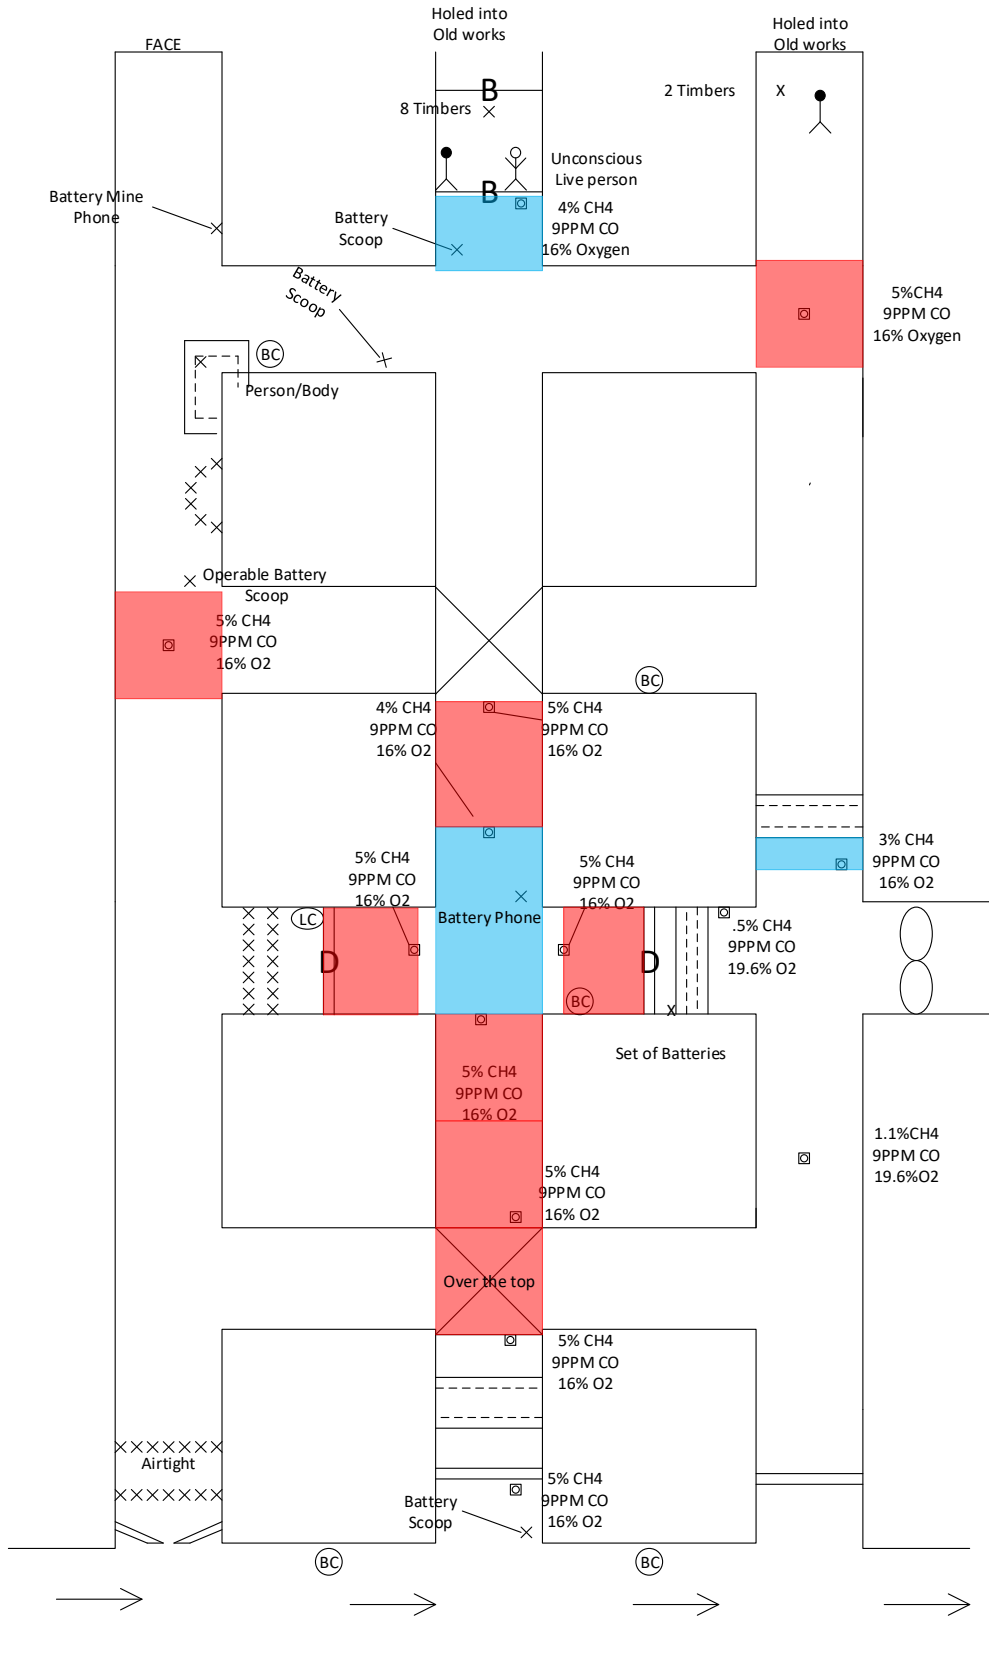 Holed into
Old works
Holed into
Old works
FACE
B
8 Timbers
2 Timbers
X
Unconscious
Live person
B
Battery Mine
Phone
Battery
Scoop
4% CH4
9PPM CO
16% Oxygen
Battery
Scoop
5%CH4
9PPM CO
16% Oxygen
BC
Person/Body
Operable Battery
Scoop
5% CH4
9PPM CO
16% O2
BC
4% CH4
9PPM CO
16% O2
5% CH4
9PPM CO
16% O2
3% CH4
9PPM CO
16% O2
5% CH4
9PPM CO
16% O2
5% CH4
9PPM CO
16% O2
LC
Battery Phone
.5% CH4
9PPM CO
19.6% O2
D
D
BC
X
Set of Batteries
5% CH4
9PPM CO
16% O2
1.1%CH4
9PPM CO
19.6%O2
5% CH4
9PPM CO
16% O2
Over the top
5% CH4
9PPM CO
16% O2
Airtight
5% CH4
9PPM CO
16% O2
Battery
Scoop
BC
BC